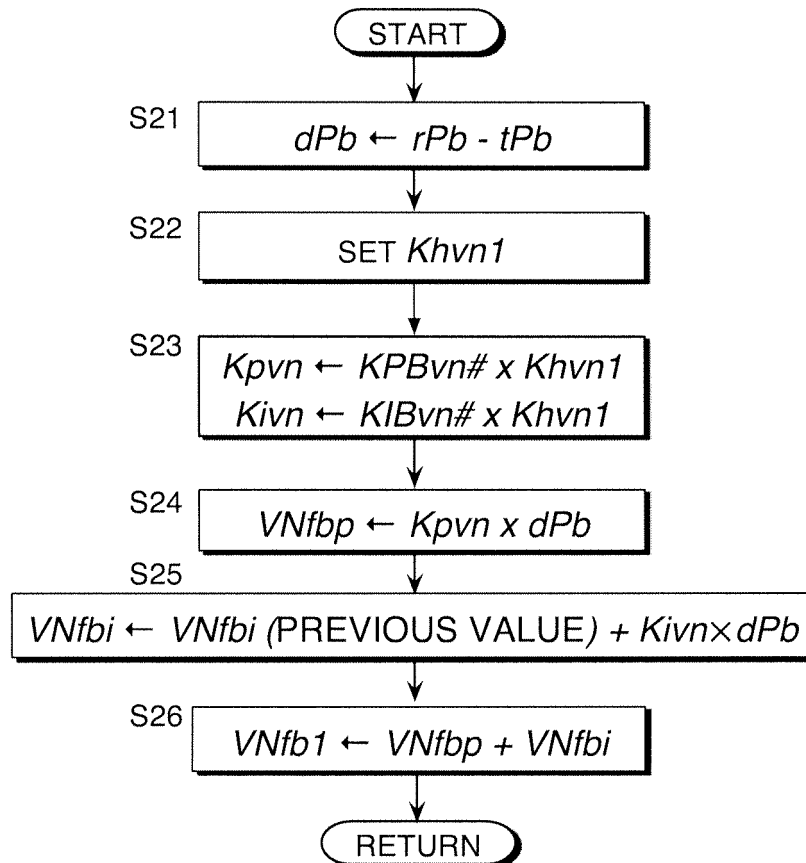 START
S21
dPb ← rPb - tPb
S22
SET Khvn1
S23
Kpvn ← KPBvn# x Khvn1
Kivn ← KIBvn# x Khvn1
S24
VNfbp ← Kpvn x dPb
S25
VNfbi ← VNfbi (PREVIOUS VALUE) + Kivn×dPb
S26
VNfb1 ← VNfbp + VNfbi
RETURN